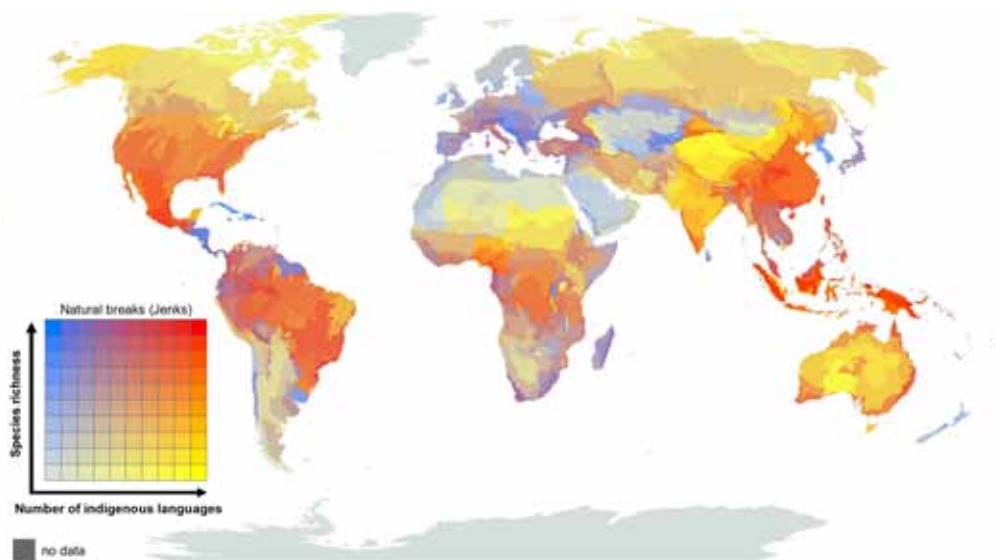 Natural breaks (Jenks)
Species richness
Number of indigenous languages
no data